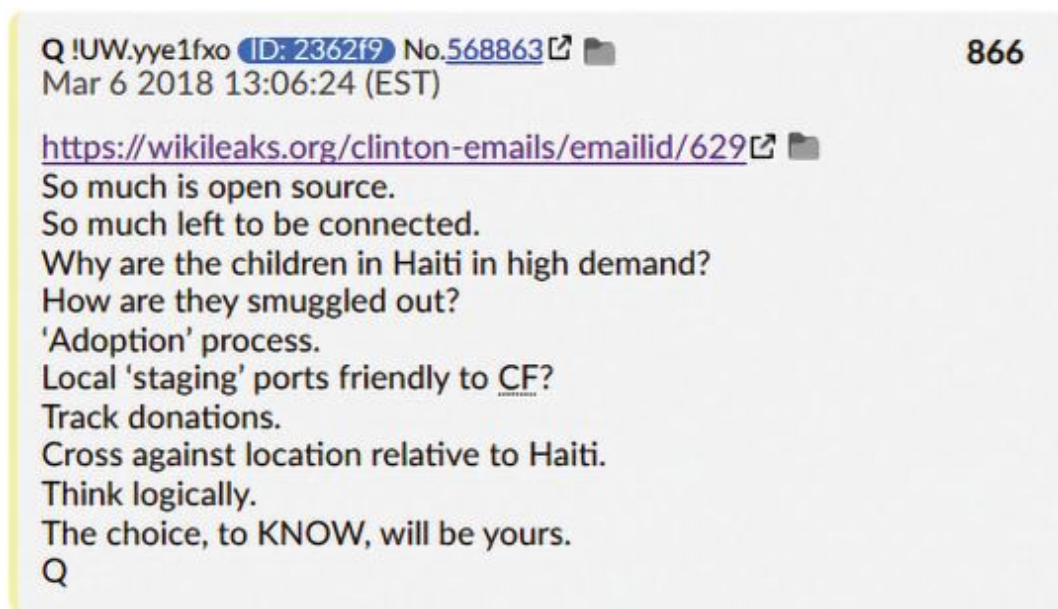 Q !UW.yye1fxo ID: 2362f9 No.568863 866
Mar 6 2018 13:06:24 (EST)
https://wikileaks.org/clinton-emails/emailid/629
So much is open source.
So much left to be connected.
Why are the children in Haiti in high demand?
How are they smuggled out?
‘Adoption’ process.
Local ‘staging’ ports friendly to CF?
Track donations.
Cross against location relative to Haiti.
Think logically.
The choice, to KNOW, will be yours.
Q